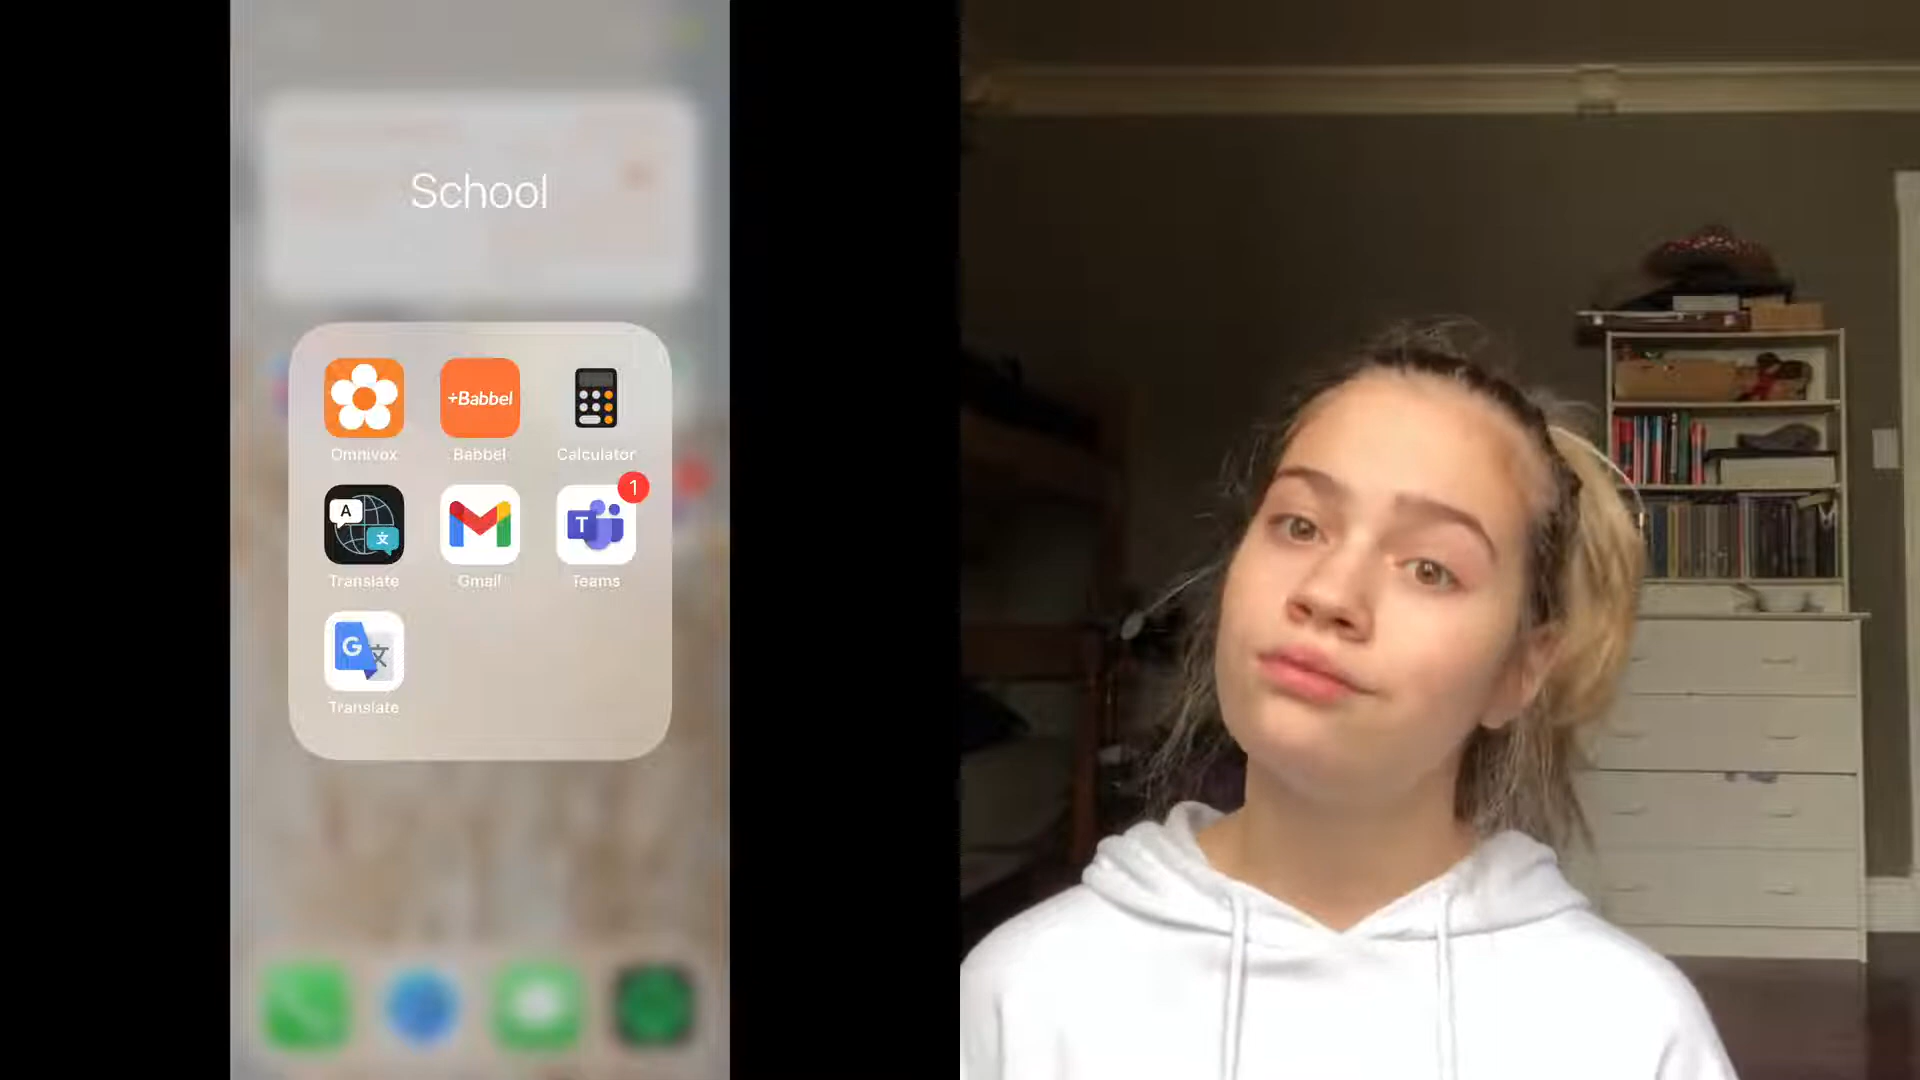 School
+Babbel
Omnivox
Babbel
Calculator
A
文
T
1
Translate
Gmail
Teams
G
文
Translate